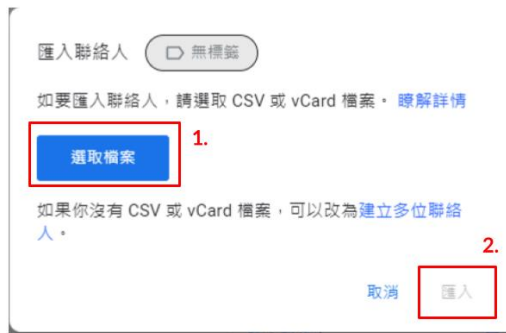 匯入聯絡人 無標籤
如要匯入聯絡人，請選取 CSV 或 vCard 檔案。瞭解詳情
選取檔案 1.
如果你沒有 CSV 或 vCard 檔案，可以改為建立多位聯絡
人。
2.
取消 匯入